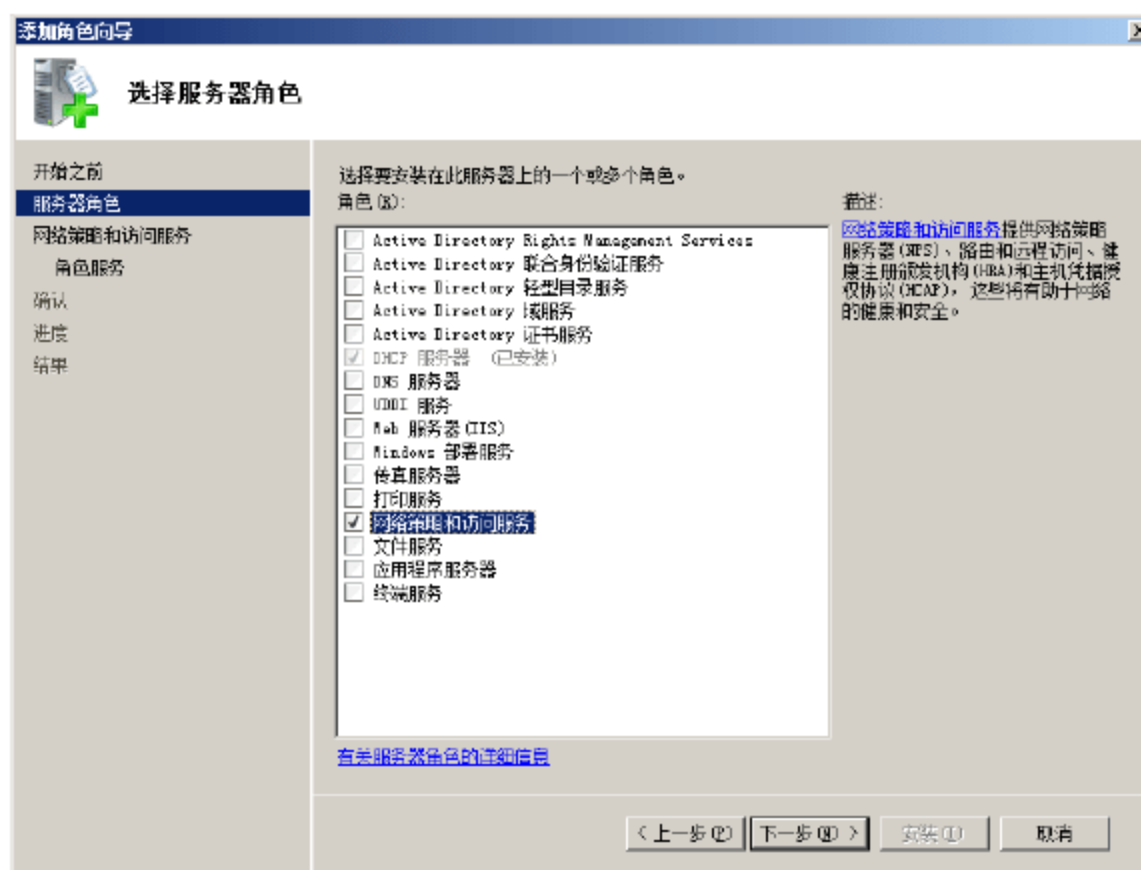 添加角色向导
选择服务器角色
开始之前
服务器角色
网络策略和访问服务
角色服务
确认
进度
结果
选择要安装在此服务器上的一个或多个角色。
角色(R):
Active Directory Rights Management Services
Active Directory 联合身份验证服务
Active Directory 轻型目录服务
Active Directory 域服务
Active Directory 证书服务
DHCP 服务器 (已安装)
DNS 服务器
UDDI 服务
Web 服务器(IIS)
Windows 部署服务
传真服务器
打印服务
网络策略和访问服务
文件服务
应用程序服务器
终端服务
有关服务器角色的详细信息
描述:
网络策略和访问服务提供网络策略
服务器(NPS)、路由和远程访问、健
康注册颁发机构(HRA)和主机凭据授
权协议(HCAP),这些将有助于网络
的健康和安全。
< 上一步(P)
下一步(N) >
安装(I)
取消